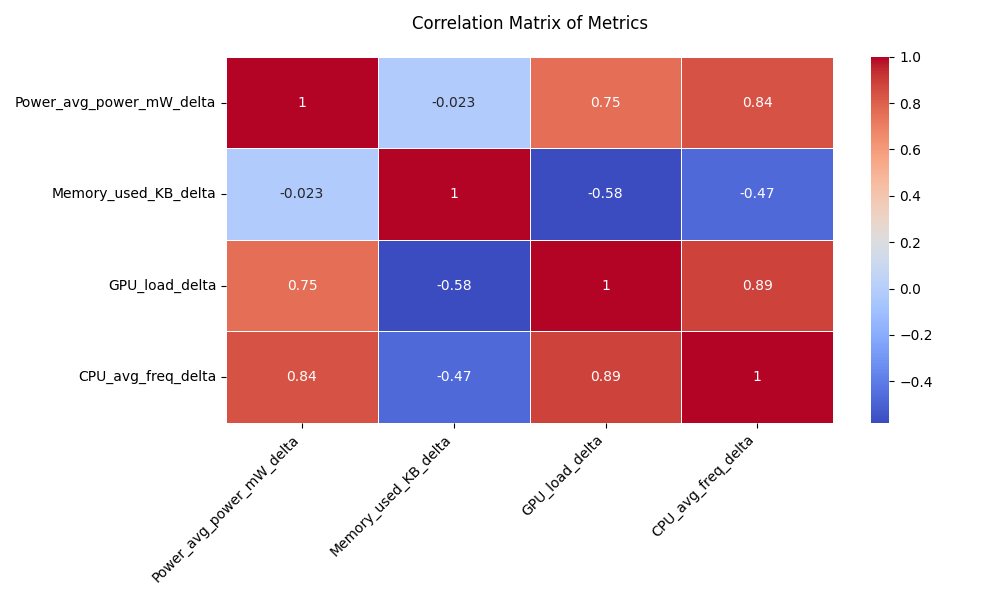 Correlation Matrix of Metrics
Power_avg_power_mW_delta
1
-0.023
0.75
0.84
Memory_used_KB_delta
-0.023
1
-0.58
-0.47
GPU_load_delta
0.75
-0.58
1
0.89
CPU_avg_freq_delta
0.84
-0.47
0.89
1
Power_avg_power_mW_delta
Memory_used_KB_delta
GPU_load_delta
CPU_avg_freq_delta
1.0
0.8
0.6
0.4
0.2
0.0
−0.2
−0.4